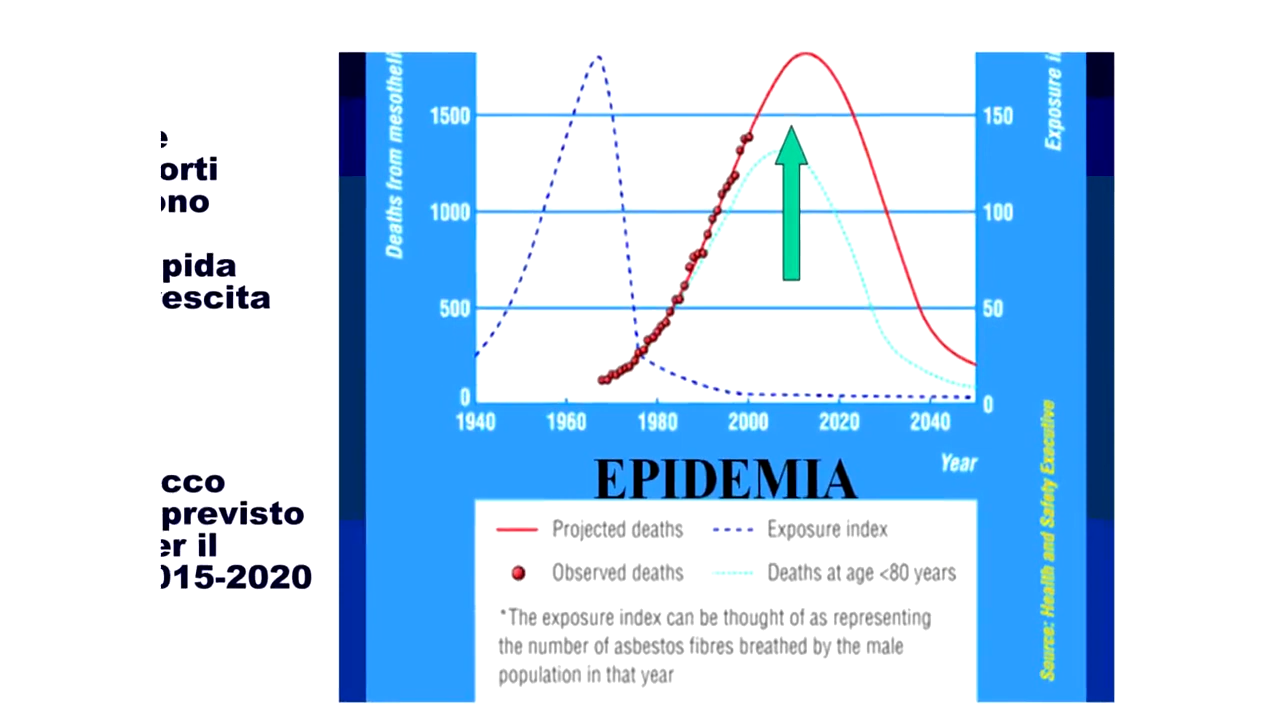 orti
ono
pida
escita
cco
previsto
er il
015-2020
Deaths from
1500
1000
500
0
150
100
50
0
Exposure
1940 1960 1980 2000 2020 2040
Year
EPIDEMIA
Projected deaths Exposure index
Observed deaths Deaths at age <80 years
*The exposure index can be thought of as representing
the number of asbestos fibres breathed by the male
population in that year
Source: Health and Safety Executive